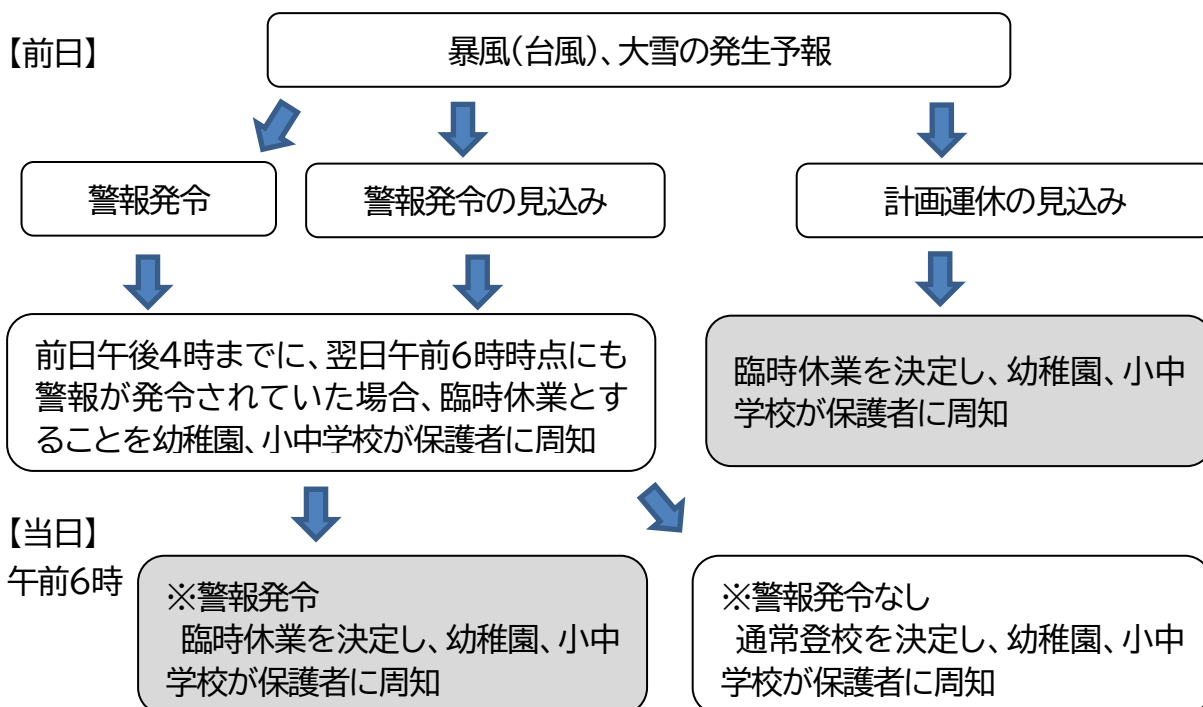 【前日】
暴風(台風)、大雪の発生予報
警報発令
警報発令の見込み
計画運休の見込み
前日午後4時までに、翌日午前6時時点にも
警報が発令されていた場合、臨時休業とす
ることを幼稚園、小中学校が保護者に周知
臨時休業を決定し、幼稚園、小中
学校が保護者に周知
【当日】
午前6時
※警報発令
臨時休業を決定し、幼稚園、小中
学校が保護者に周知
※警報発令なし
通常登校を決定し、幼稚園、小中
学校が保護者に周知